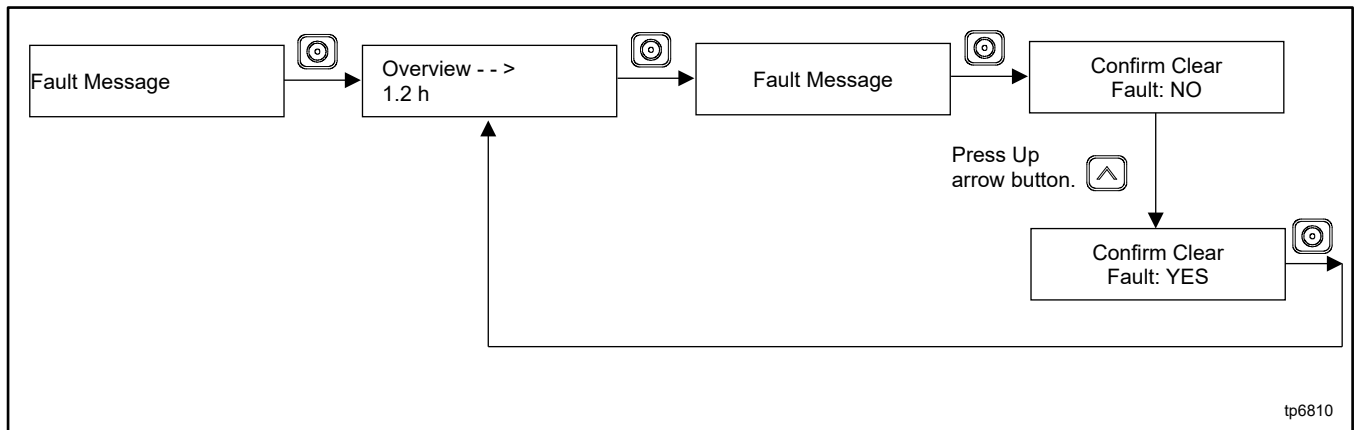 Fault Message
Overview - - >
1.2 h
Fault Message
Confirm Clear
Fault: NO
Press Up
arrow button.
Confirm Clear
Fault: YES
tp6810